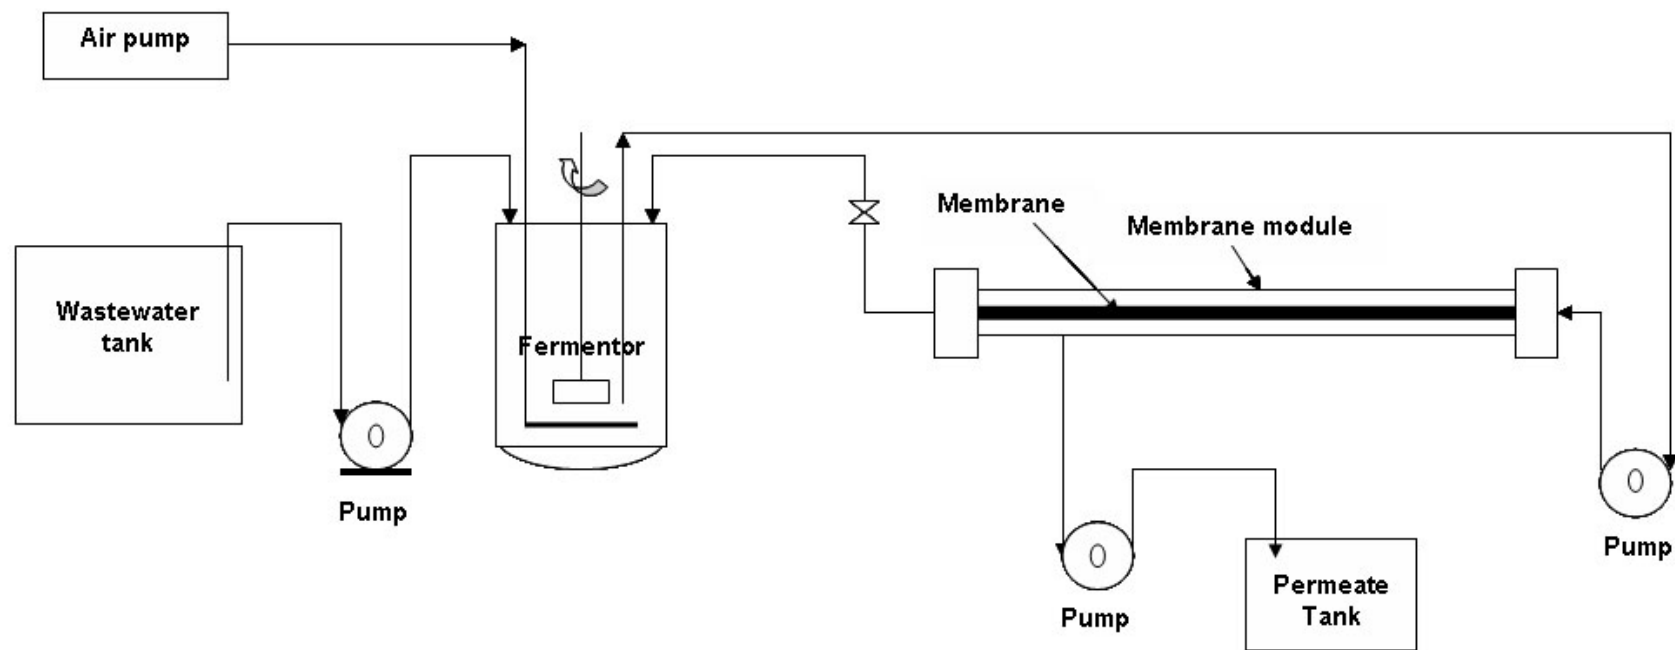 Air pump
Membrane
Membrane module
Wastewater
tank
Fermentor
Pump
Pump
Permeate
Tank
Pump